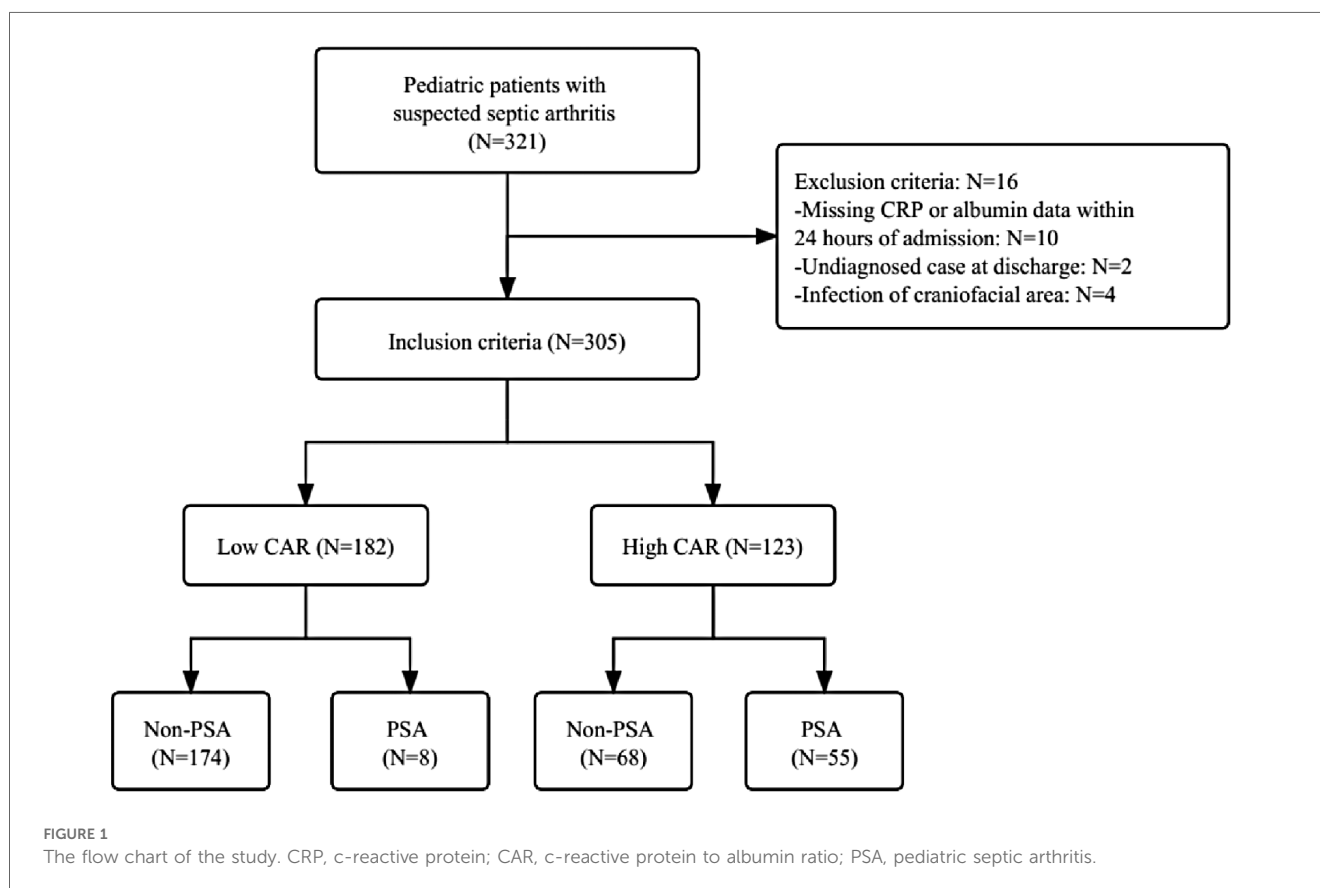 Pediatric patients with
suspected septic arthritis
(N=321)
Exclusion criteria: N=16
-Missing CRP or albumin data within
24 hours of admission: N=10
-Undiagnosed case at discharge: N=2
-Infection of craniofacial area: N=4
Inclusion criteria (N=305)
Low CAR (N=182)
High CAR (N=123)
Non-PSA
(N=174)
PSA
(N=8)
Non-PSA
(N=68)
PSA
(N=55)
FIGURE 1
The flow chart of the study. CRP, c-reactive protein; CAR, c-reactive protein to albumin ratio; PSA, pediatric septic arthritis.